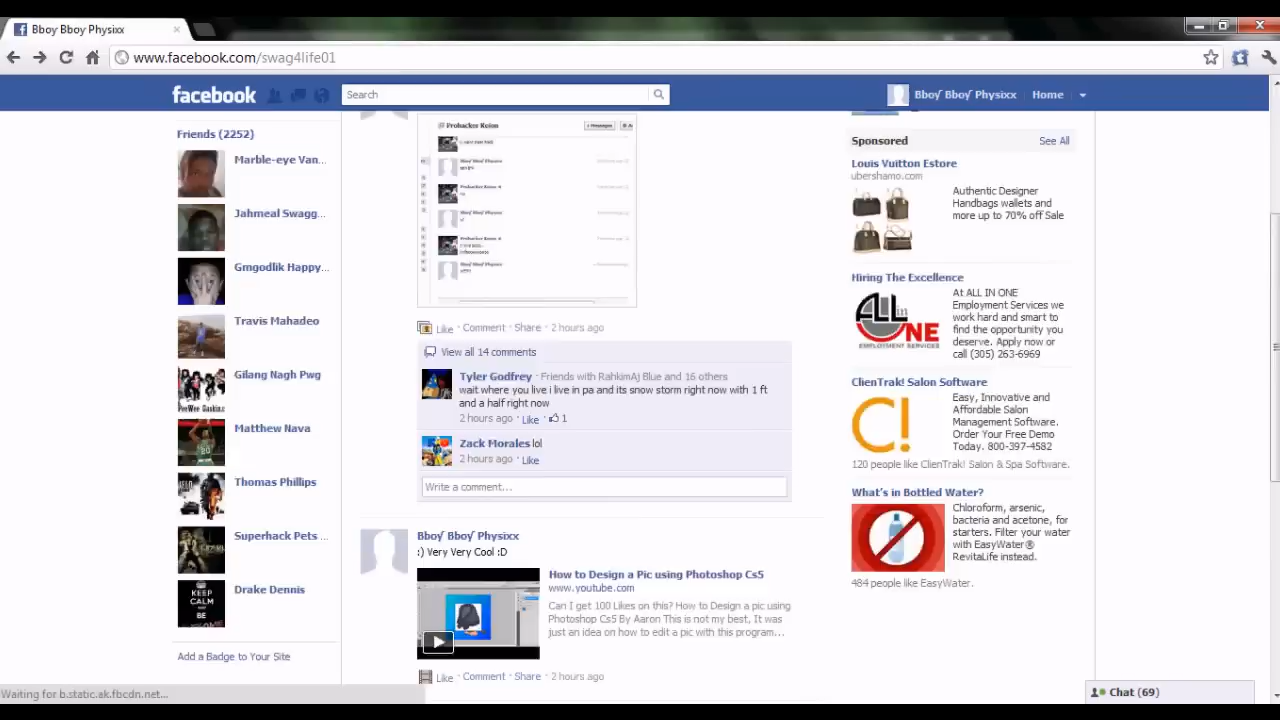 Bboy Bboy Physixx
www.facebook.com/swag4life01
facebook
Search
Bboy Bboy Physixx
Home
Friends (2252)
Marble-eye Van...
Jahmeal Swagg...
Gmgodlik Happy...
Travis Mahadeo
Gilang Nagh Pwg
Matthew Nava
Thomas Phillips
Superhack Pets ...
Drake Dennis
Add a Badge to Your Site
Like · Comment · Share · 2 hours ago
View all 14 comments
Tyler Godfrey · Friends with RahkimAj Blue and 16 others
wait where you live i live in pa and its snow storm right now with 1 ft
and a half right now
2 hours ago · Like · 1
Zack Morales lol
2 hours ago · Like
Write a comment...
Bboy Bboy Physixx
:) Very Very Cool :D
How to Design a Pic using Photoshop Cs5
www.youtube.com
Can I get 100 Likes on this? How to Design a pic using
Photoshop Cs5 By Aaron This is not my best, It was
just an idea on how to edit a pic with this program...
Like · Comment · Share · 2 hours ago
Sponsored
See All
Louis Vuitton Estore
ubershamo.com
Authentic Designer
Handbags wallets and
more up to 70% off Sale
Hiring The Excellence
ALL in
ONE
EMPLOYMENT SERVICES
At ALL IN ONE
Employment Services we
work hard and smart to
find the opportunity you
deserve. Apply now or
call (305) 263-6969
ClienTrak! Salon Software
C!
Easy, Innovative and
Affordable Salon
Management Software.
Order Your Free Demo
Today. 800-397-4582
120 people like ClienTrak! Salon & Spa Software.
What's in Bottled Water?
Chloroform, arsenic,
bacteria and acetone, for
starters. Filter your water
with EasyWater®
RevitaLife instead.
484 people like EasyWater.
Chat (69)
Waiting for b.static.ak.fbcdn.net...
KEEP
CALM